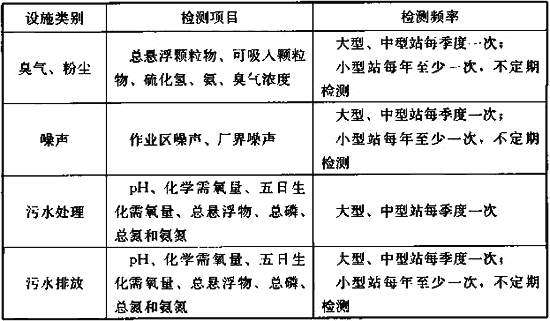 设施类别
检测项目
检测频率
臭气、粉尘
总悬浮颗粒物、可吸入颗粒
物、硫化氢、氨、臭气浓度
大型、中型站每季度一次;
小型站每年至少一次,不定期
检测
噪声
作业区噪声、厂界噪声
大型、中型站每季度一次;
小型站每年至少一次,不定期
检测
污水处理
pH、化学需氧量、五日生
化需氧量、总悬浮物、总磷、
总氮和氨氮
大型、中型站每季度一次
污水排放
pH、化学需氧量、五日生
化需氧量、总悬浮物、总磷、
总氮和氨氮
大型、中型站每季度一次;
小型站每年至少一次,不定期
检测